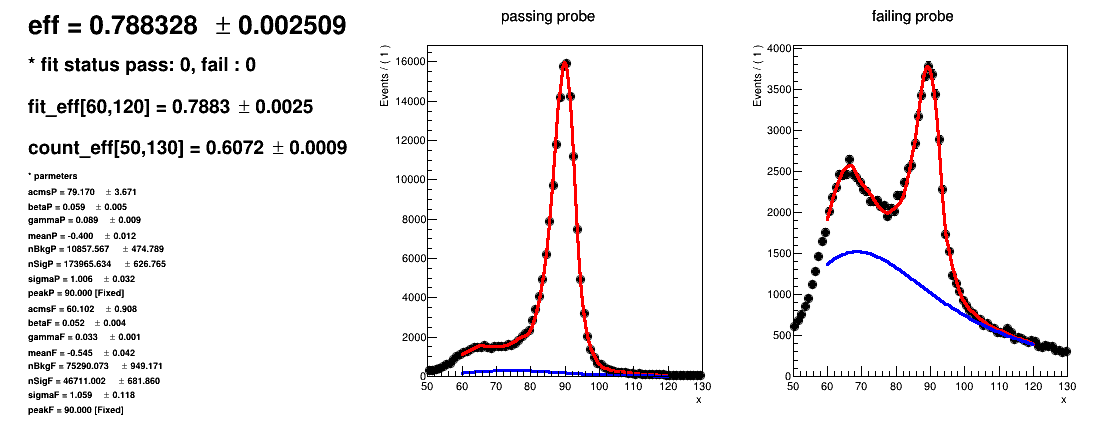 eff = 0.788328 ± 0.002509
* fit status pass: 0, fail : 0
fit_eff[60,120] = 0.7883 ± 0.0025
count_eff[50,130] = 0.6072 ± 0.0009
* parmeters
acmsP = 79.170 ± 3.671
betaP = 0.059 ± 0.005
gammaP = 0.089 ± 0.009
meanP = -0.400 ± 0.012
nBkgP = 10857.567 ± 474.789
nSigP = 173965.634 ± 626.765
sigmaP = 1.006 ± 0.032
peakP = 90.000 [Fixed]
acmsF = 60.102 ± 0.908
betaF = 0.052 ± 0.004
gammaF = 0.033 ± 0.001
meanF = -0.545 ± 0.042
nBkgF = 75290.073 ± 949.171
nSigF = 46711.002 ± 681.860
sigmaF = 1.059 ± 0.118
peakF = 90.000 [Fixed]
passing probe
Events / ( 1 )
16000
14000
12000
10000
8000
6000
4000
2000
0
50 60 70 80 90 100 110 120 130
x
failing probe
Events / ( 1 )
4000
3500
3000
2500
2000
1500
1000
500
0
50 60 70 80 90 100 110 120 130
x